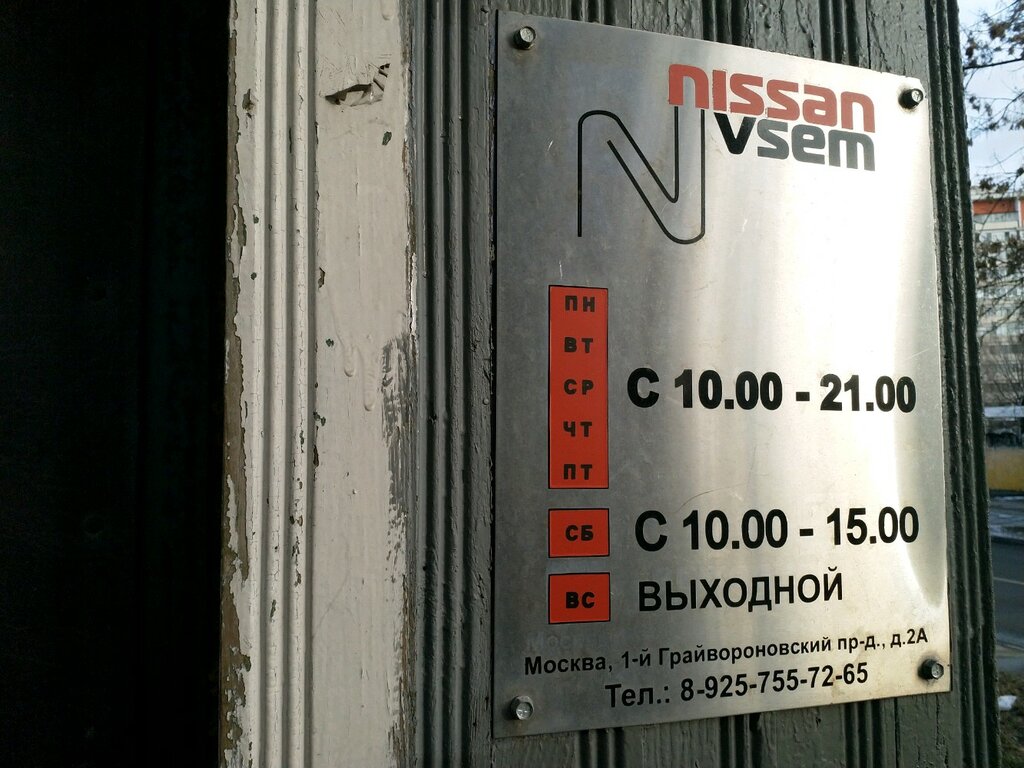 nissan
vsem
ПН
ВТ
СР
ЧТ
ПТ
С 10.00 - 21.00
СБ
С 10.00 - 15.00
ВС
ВЫХОДНОЙ
Москва, 1-й Грайвороновский пр-д., д.2А
Тел.: 8-925-755-72-65